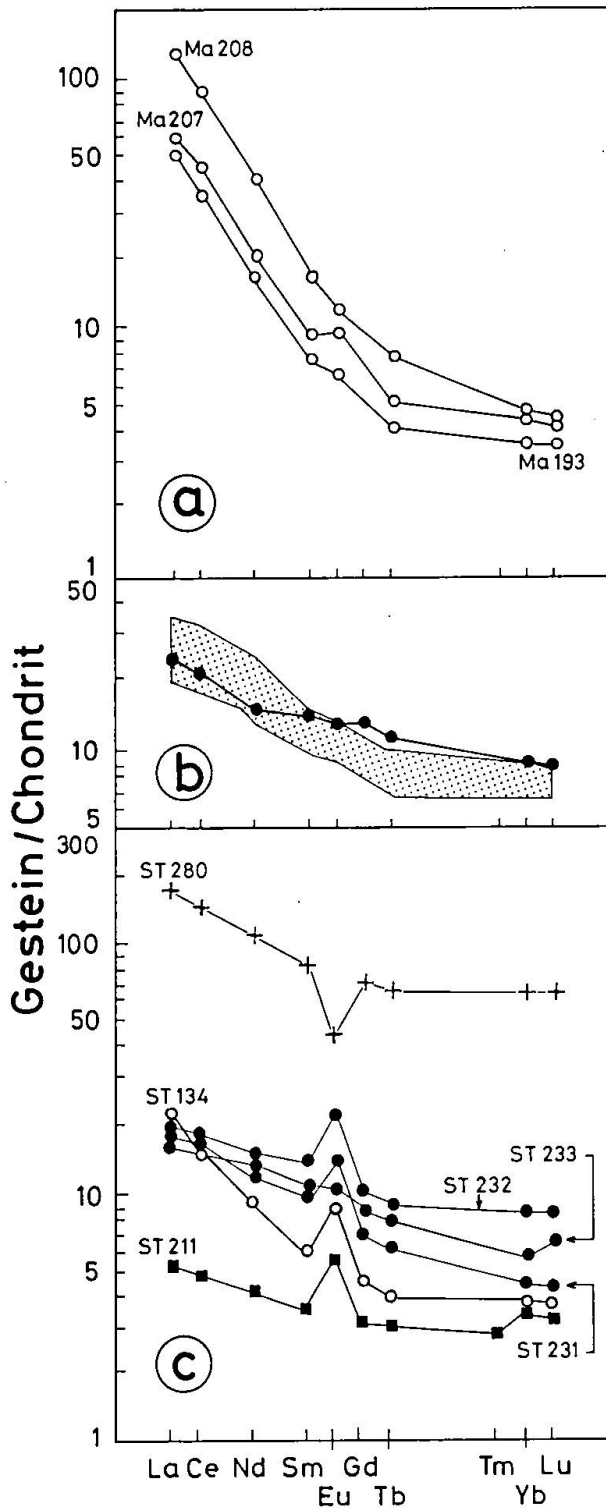 Gestein/Chondrit
100
50
10
5
1
Ma 208
Ma 207
Ma 193
a
50
10
5
b
300
100
50
10
5
1
ST 280
ST 134
ST 233
ST 232
ST 211
ST 231
c
La Ce Nd Sm Eu Gd Tb Tm Yb Lu